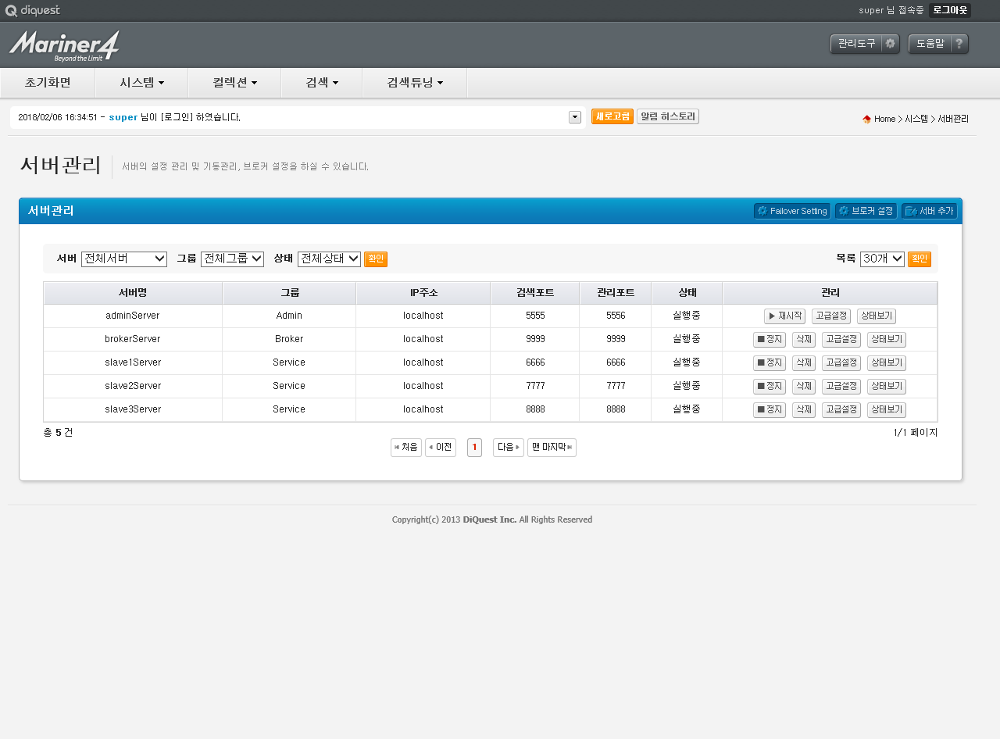 diquest
super 님 접속중 로그아웃
Mariner4
Beyond the Limit
관리도구 도움말 ?
초기화면 시스템 컬렉션 검색 검색튜닝
2018/02/06 16:34:51 - super 님이 [로그인] 하였습니다.
새로고침 알림 히스토리
Home > 시스템 > 서버관리
서버관리 서버의 설정 관리 및 기동관리, 브로커 설정을 하실 수 있습니다.
서버관리 Failover Setting 브로커 설정 서버 추가
서버 전체서버 그룹 전체그룹 상태 전체상태 확인 목록 30개 확인
서버명 그룹 IP주소 검색포트 관리포트 상태 관리
adminServer Admin localhost 5555 5556 실행중 재시작 고급설정 상태보기
brokerServer Broker localhost 9999 9999 실행중 정지 삭제 고급설정 상태보기
slave1Server Service localhost 6666 6666 실행중 정지 삭제 고급설정 상태보기
slave2Server Service localhost 7777 7777 실행중 정지 삭제 고급설정 상태보기
slave3Server Service localhost 8888 8888 실행중 정지 삭제 고급설정 상태보기
총 5 건 1/1 페이지
처음 이전 1 다음 맨 마지막
Copyright(c) 2013 DiQuest Inc. All Rights Reserved